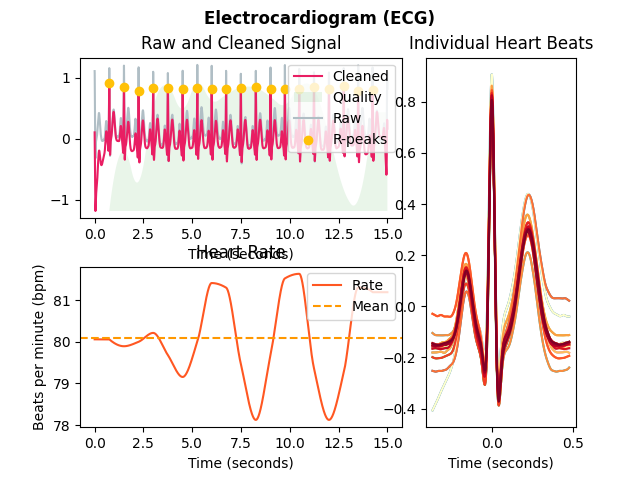 Electrocardiogram (ECG)
Raw and Cleaned Signal
Individual Heart Beats
Cleaned
Quality
Raw
R-peaks
1
0
−1
0.0 2.5 5.0 7.5 10.0 12.5 15.0
Time (seconds)
Heart Rate
Rate
Mean
Beats per minute (bpm)
81
80
79
78
0.0 2.5 5.0 7.5 10.0 12.5 15.0
Time (seconds)
0.8
0.6
0.4
0.2
0.0
−0.2
−0.4
0.0 0.5
Time (seconds)